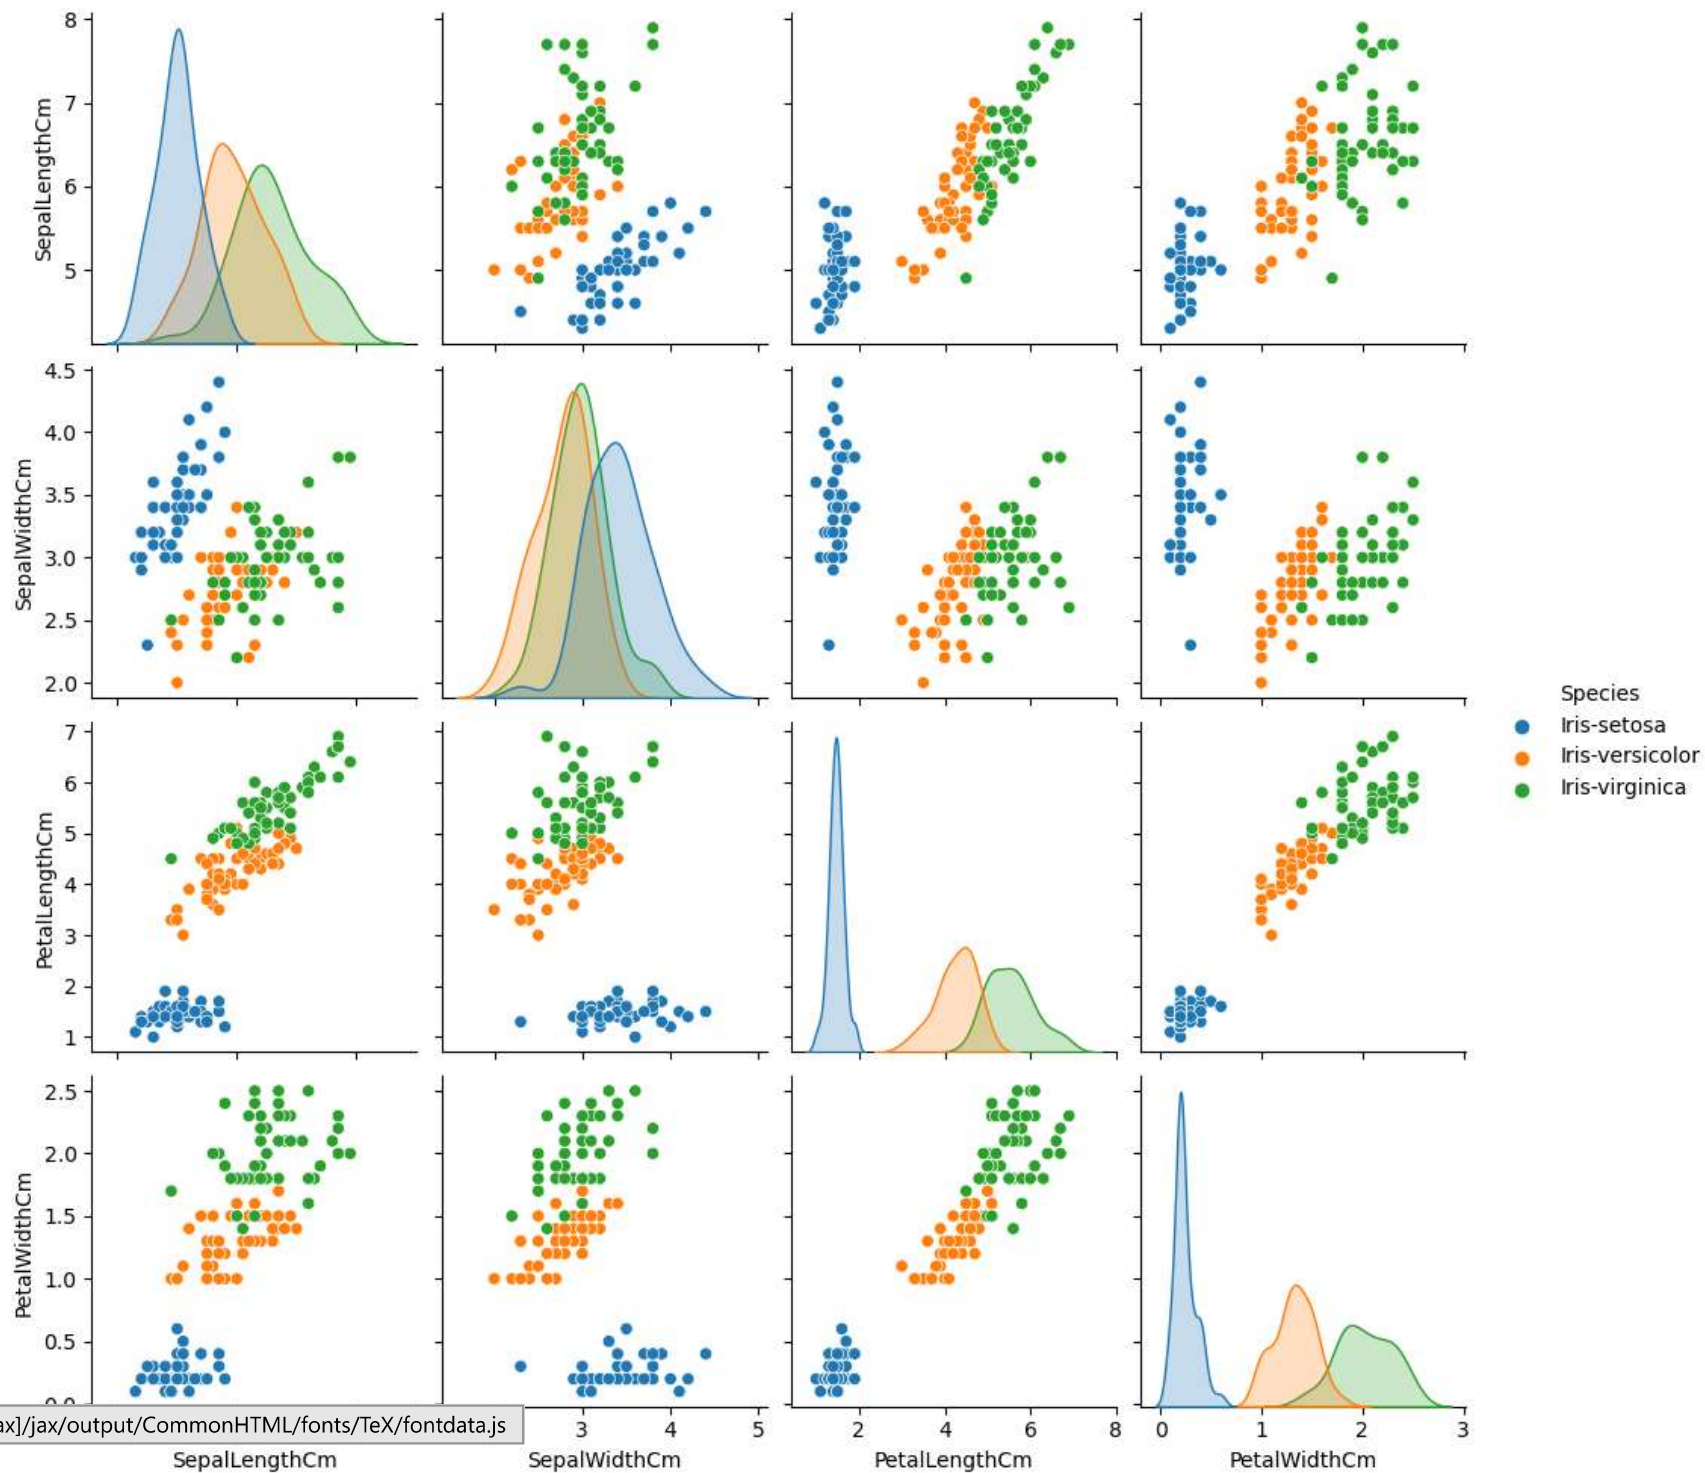 8
7
6
5
SepalLengthCm
4.5
4.0
3.5
3.0
2.5
2.0
SepalWidthCm
Species
Iris-setosa
Iris-versicolor
Iris-virginica
7
6
5
4
3
2
1
PetalLengthCm
2.5
2.0
1.5
1.0
0.5
PetalWidthCm
ax]/jax/output/CommonHTML/fonts/TeX/fontdata.js
3 4 5
2 4 6 8
0 1 2 3
SepalLengthCm SepalWidthCm PetalLengthCm PetalWidthCm